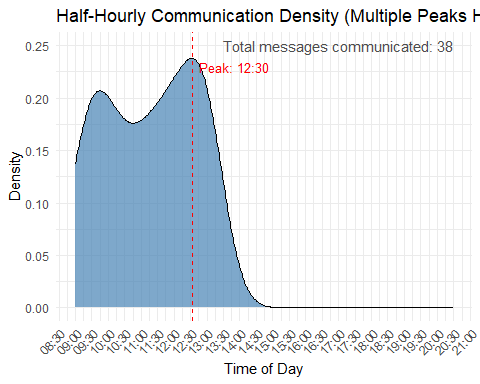 Half-Hourly Communication Density (Multiple Peaks H
Total messages communicated: 38
Peak: 12:30
0.25
0.20
0.15
0.10
0.05
0.00
Density
08:30 09:00 09:30 10:00 10:30 11:00 11:30 12:00 12:30 13:00 13:30 14:00 14:30 15:00 15:30 16:00 16:30 17:00 17:30 18:00 18:30 19:00 19:30 20:00 20:30 21:00
Time of Day